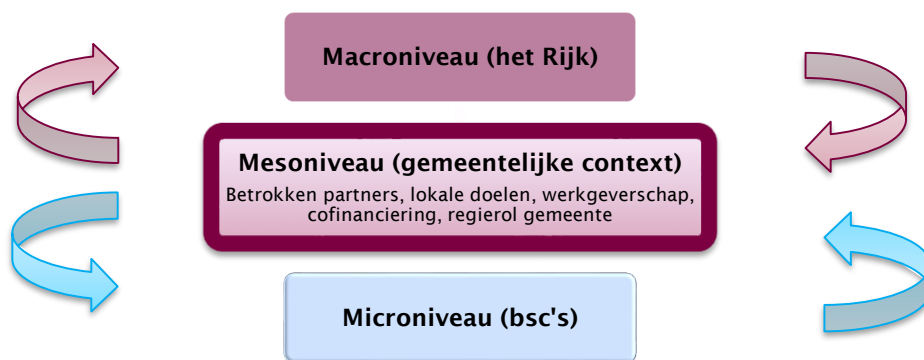 Macroniveau (het Rijk)
Mesoniveau (gemeentelijke context)
Betrokken partners, lokale doelen, werkgeverschap,
cofinanciering, regierol gemeente
Microniveau (bsc's)